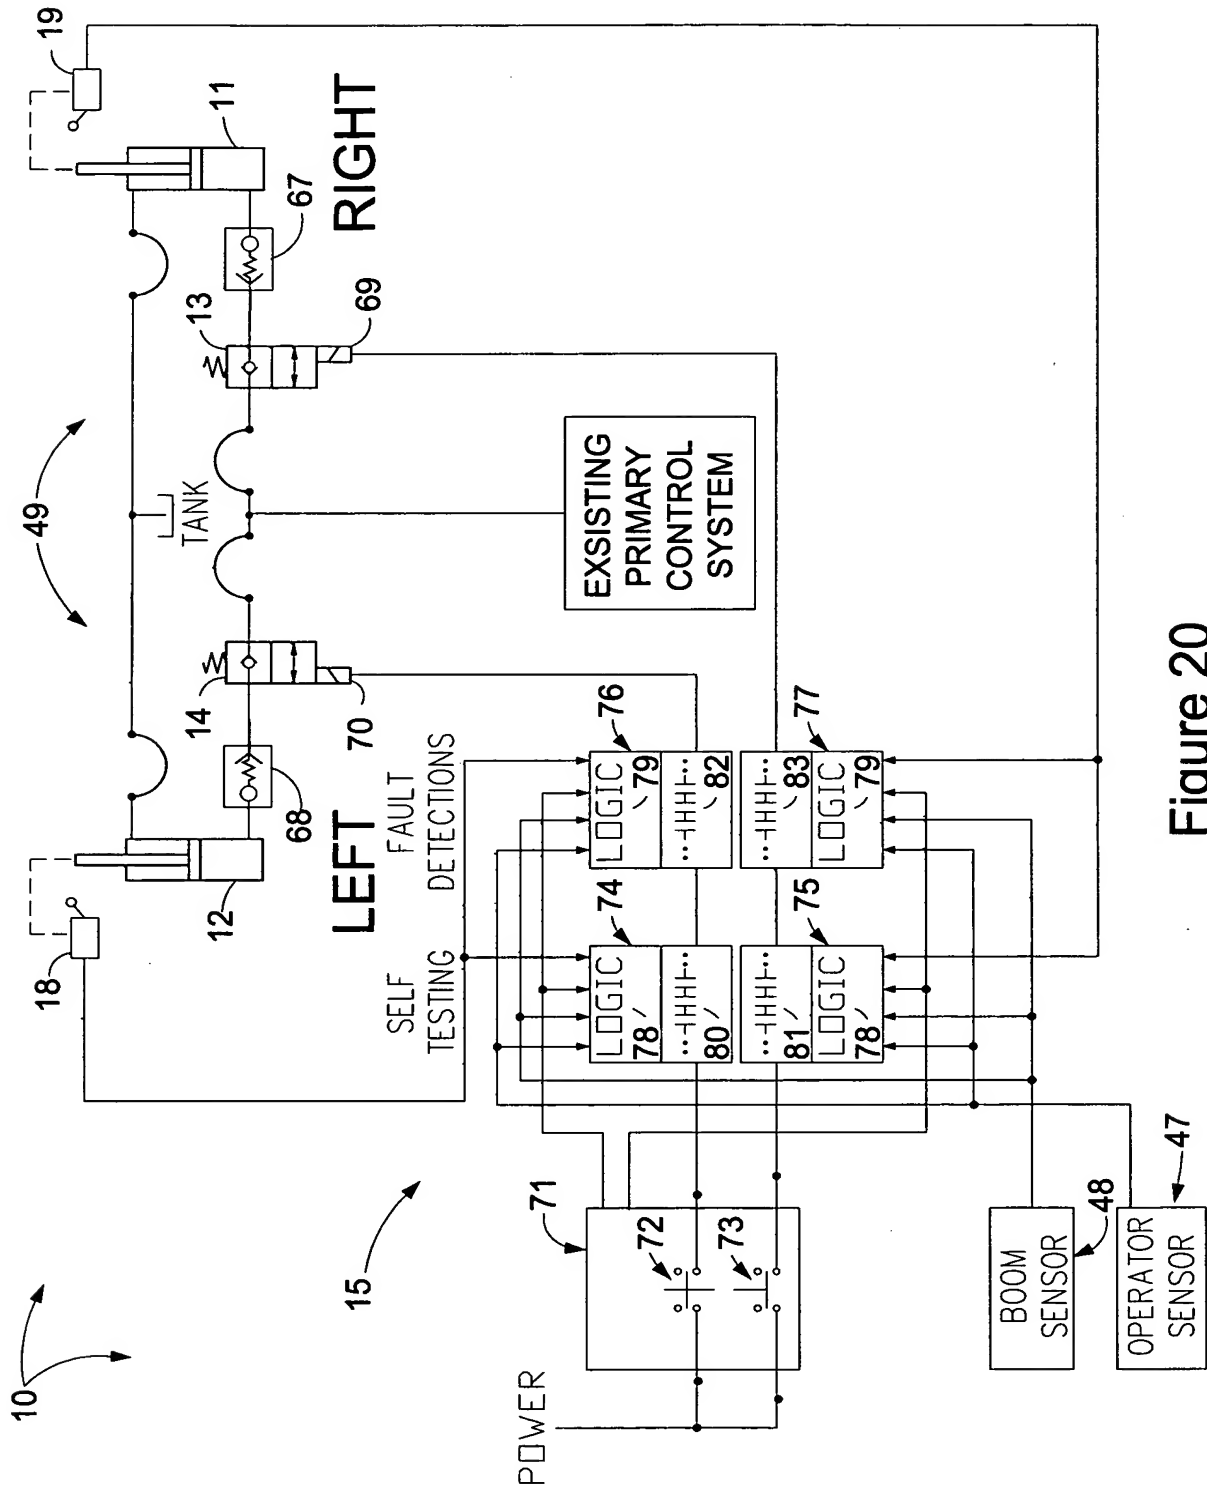 10
49
19
18
12
LEFT
68
14
70
TANK
13
69
67
11
RIGHT
EXSISTING
PRIMARY
CONTROL
SYSTEM
15
SELF
TESTING
FAULT
DETECTIONS
POWER
71
72
73
74
LOGIC
78
80
76
LOGIC
79
82
81
LOGIC
78
75
83
LOGIC
79
77
BOOM
SENSOR
48
OPERATOR
SENSOR
47
Figure 20